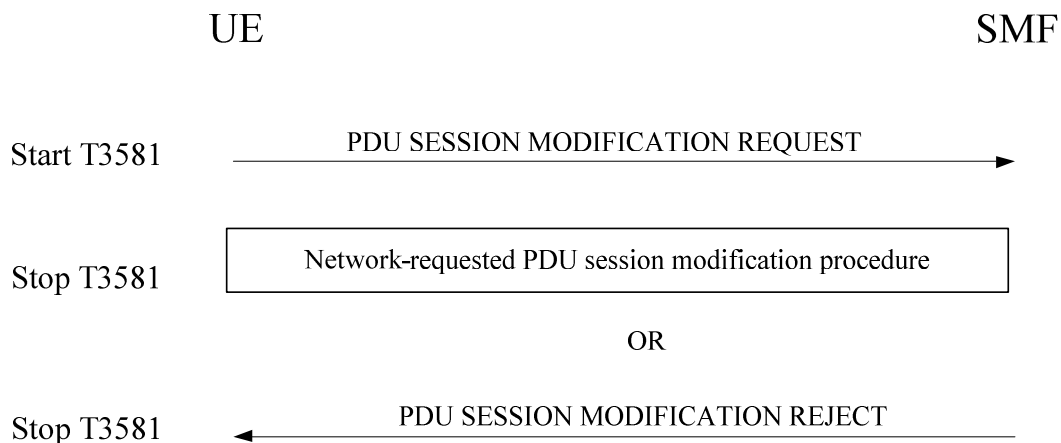 UE SMF
Start T3581 PDU SESSION MODIFICATION REQUEST
Stop T3581 Network-requested PDU session modification procedure
OR
Stop T3581 PDU SESSION MODIFICATION REJECT